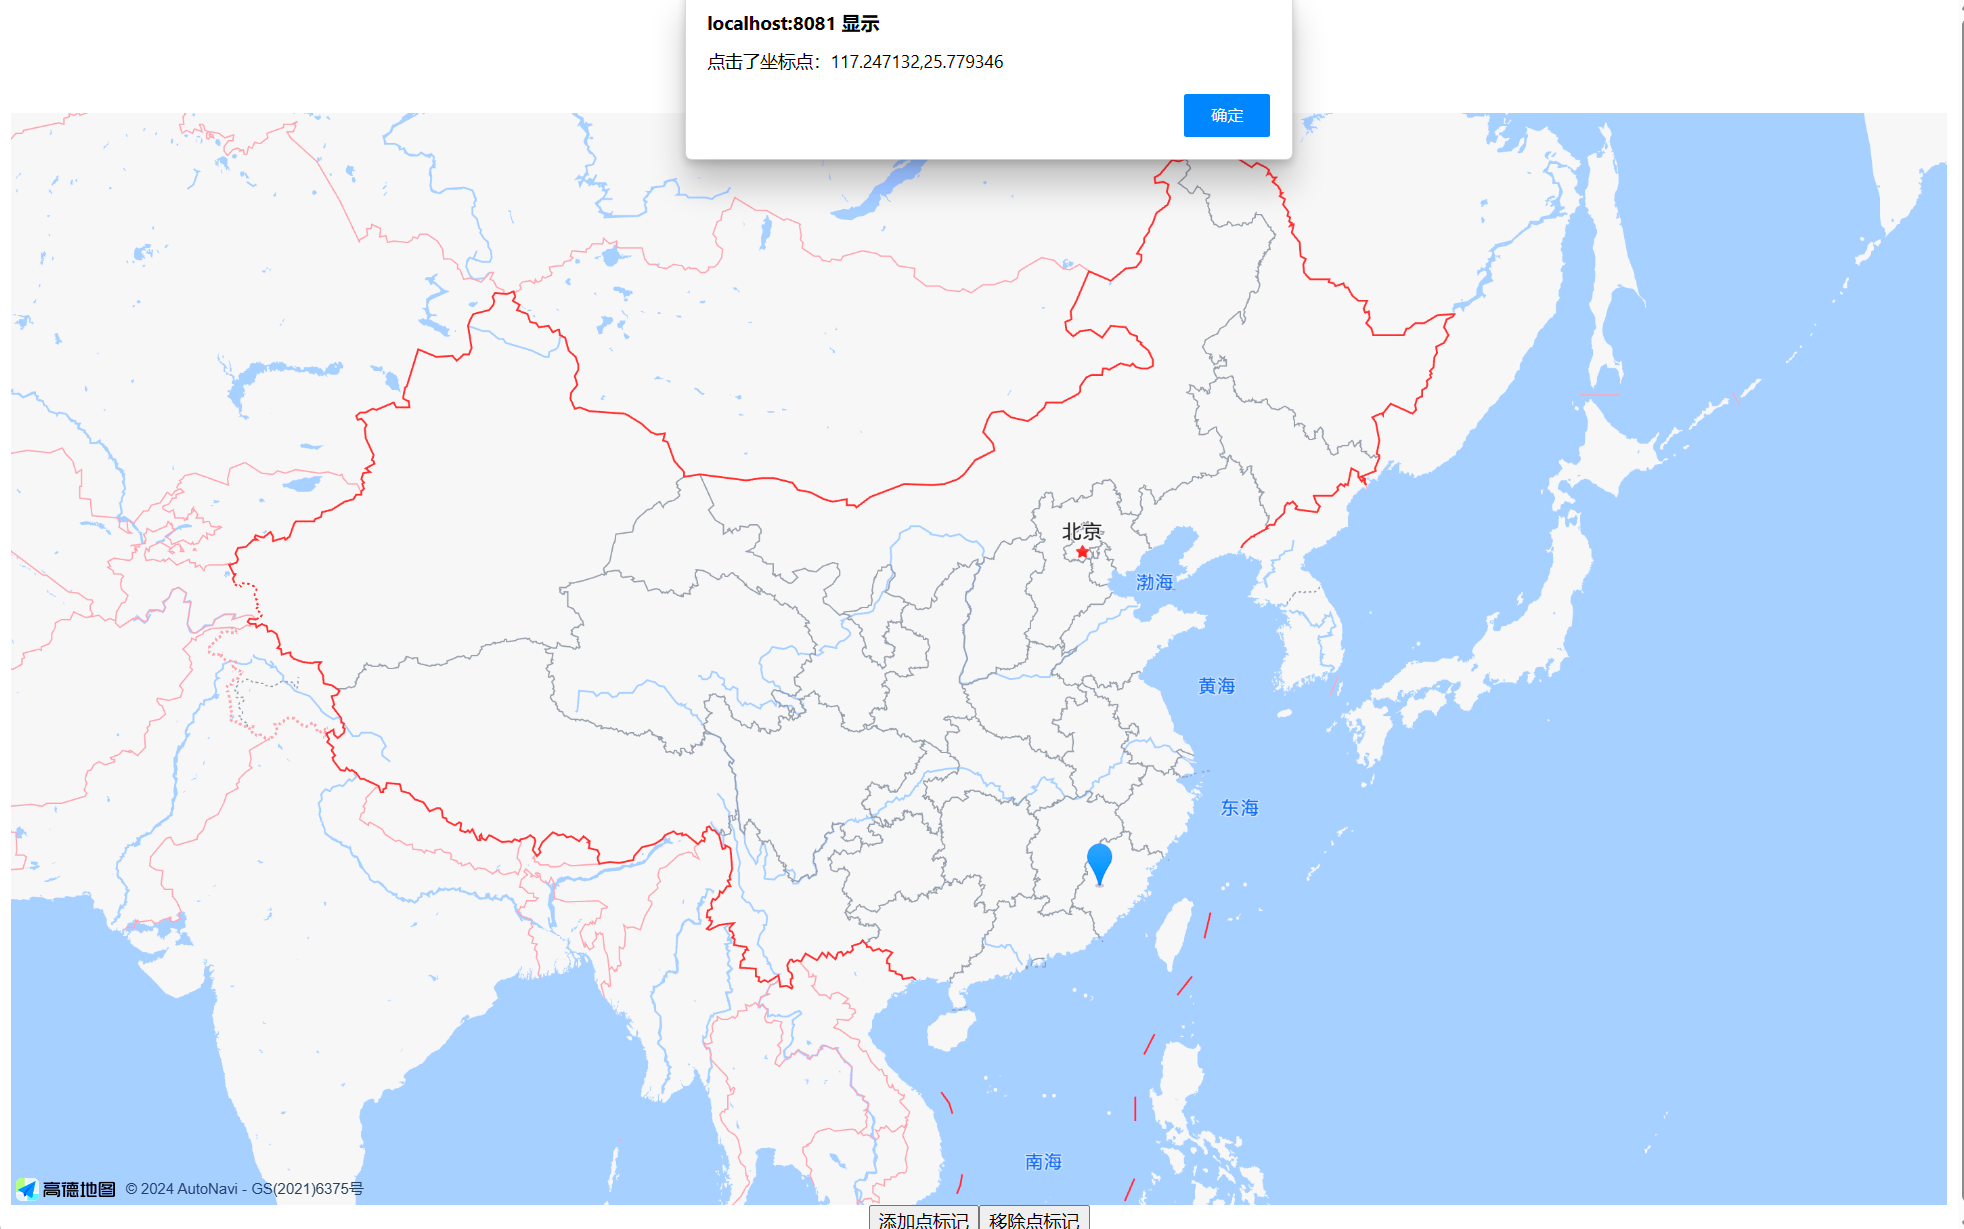 localhost:8081 显示
点击了坐标点：117.247132,25.779346
确定
北京
渤海
黄海
东海
南海
高德地图 © 2024 AutoNavi - GS(2021)6375号
添加点标记 移除点标记